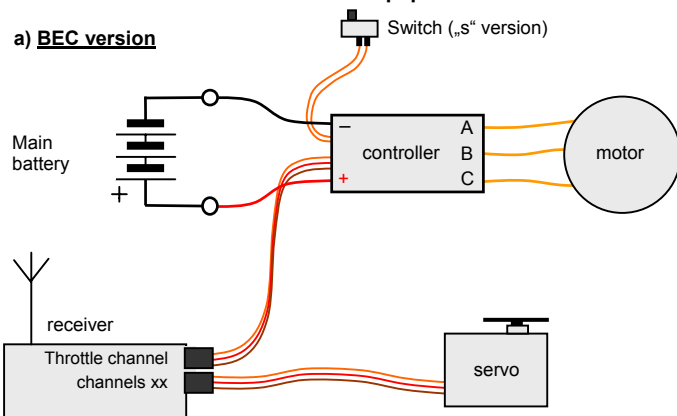 a) BEC version
Switch („s“ version)
Main
battery
+
−
+
controller
A
B
C
motor
receiver
Throttle channel
channels xx
servo